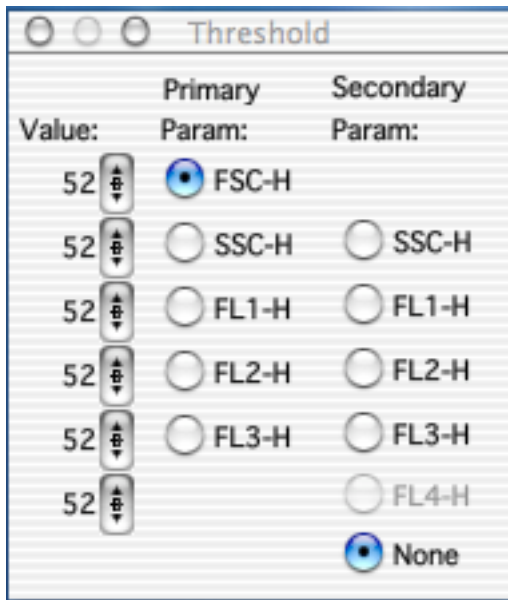 Threshold
Primary Secondary
Value: Param: Param:
52 FSC-H
52 SSC-H SSC-H
52 FL1-H FL1-H
52 FL2-H FL2-H
52 FL3-H FL3-H
52 FL4-H
None